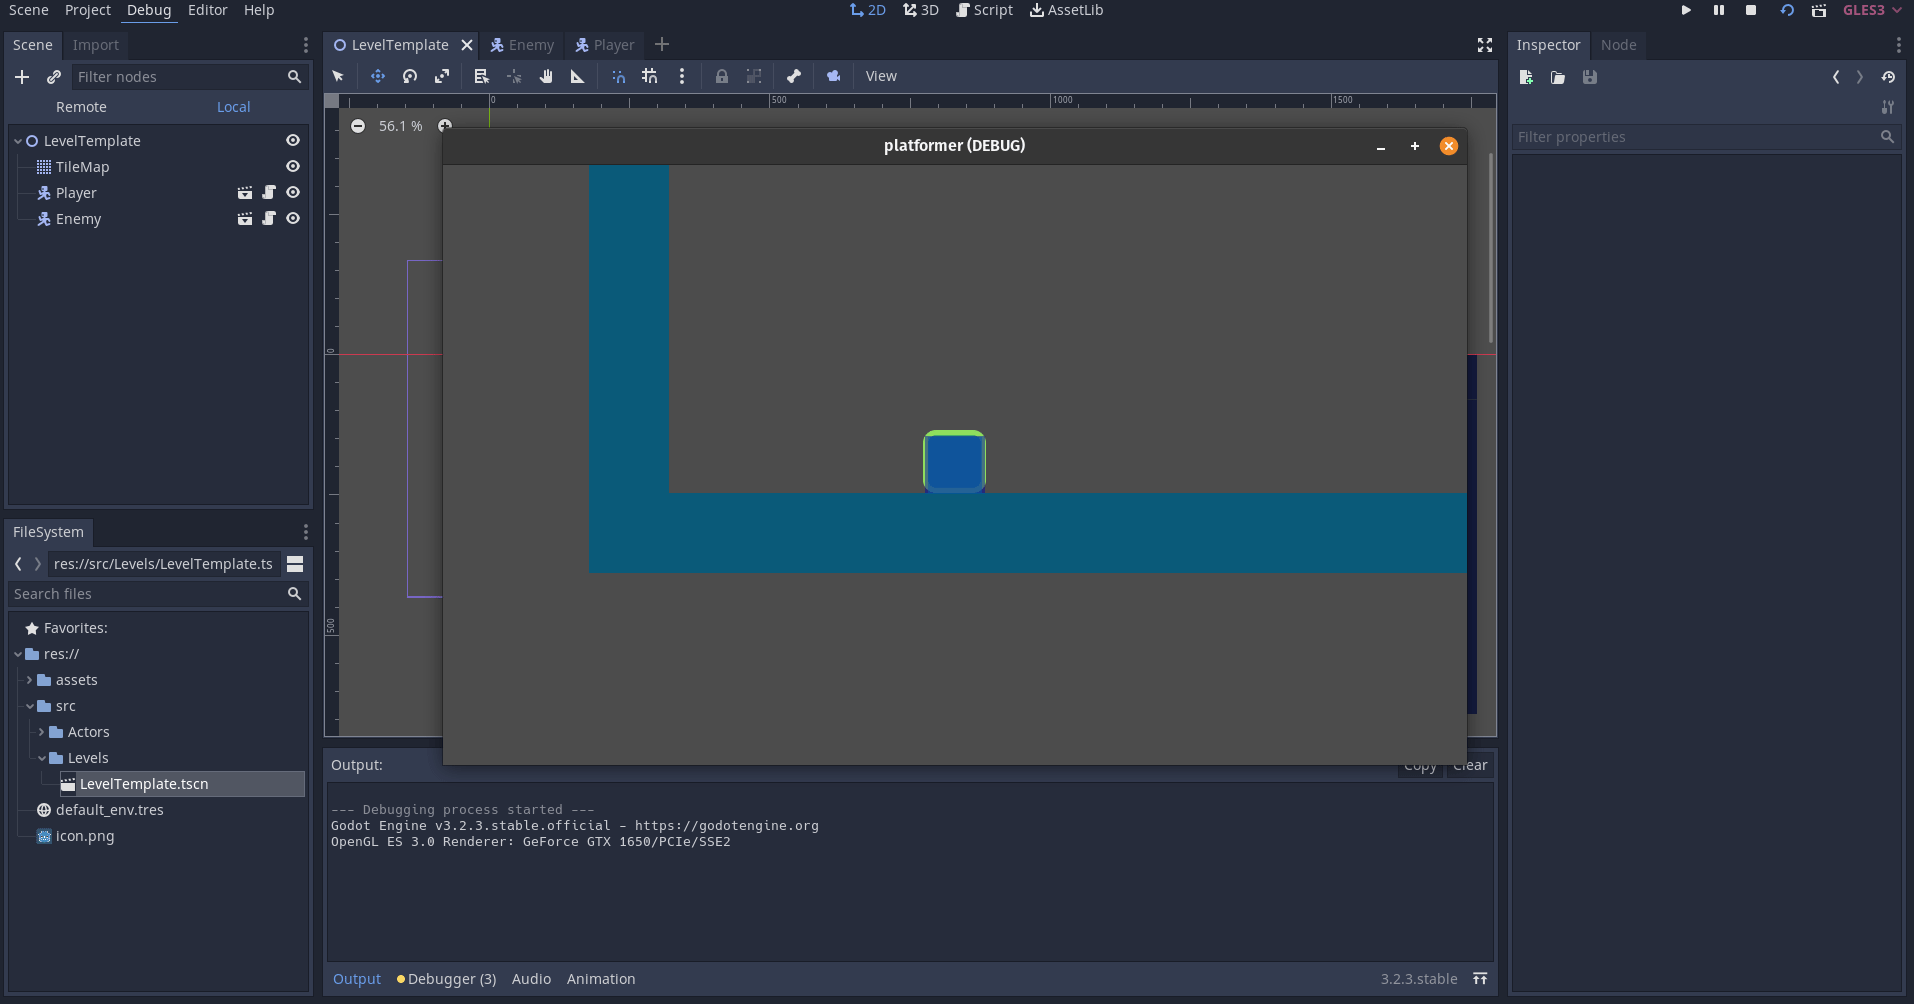 Scene Project Debug Editor Help
2D 3D Script AssetLib
GLES3
Scene Import
LevelTemplate Enemy Player
Inspector Node
Filter nodes
View
Remote Local
0 500 1000 1500
56.1 %
Filter properties
LevelTemplate
TileMap
Player
Enemy
platformer (DEBUG)
0
500
FileSystem
res://src/Levels/LevelTemplate.ts
Search files
Favorites:
res://
assets
src
Actors
Levels
LevelTemplate.tscn
default_env.tres
icon.png
Output:
Copy Clear
--- Debugging process started ---
Godot Engine v3.2.3.stable.official - https://godotengine.org
OpenGL ES 3.0 Renderer: GeForce GTX 1650/PCIe/SSE2
Output Debugger (3) Audio Animation
3.2.3.stable